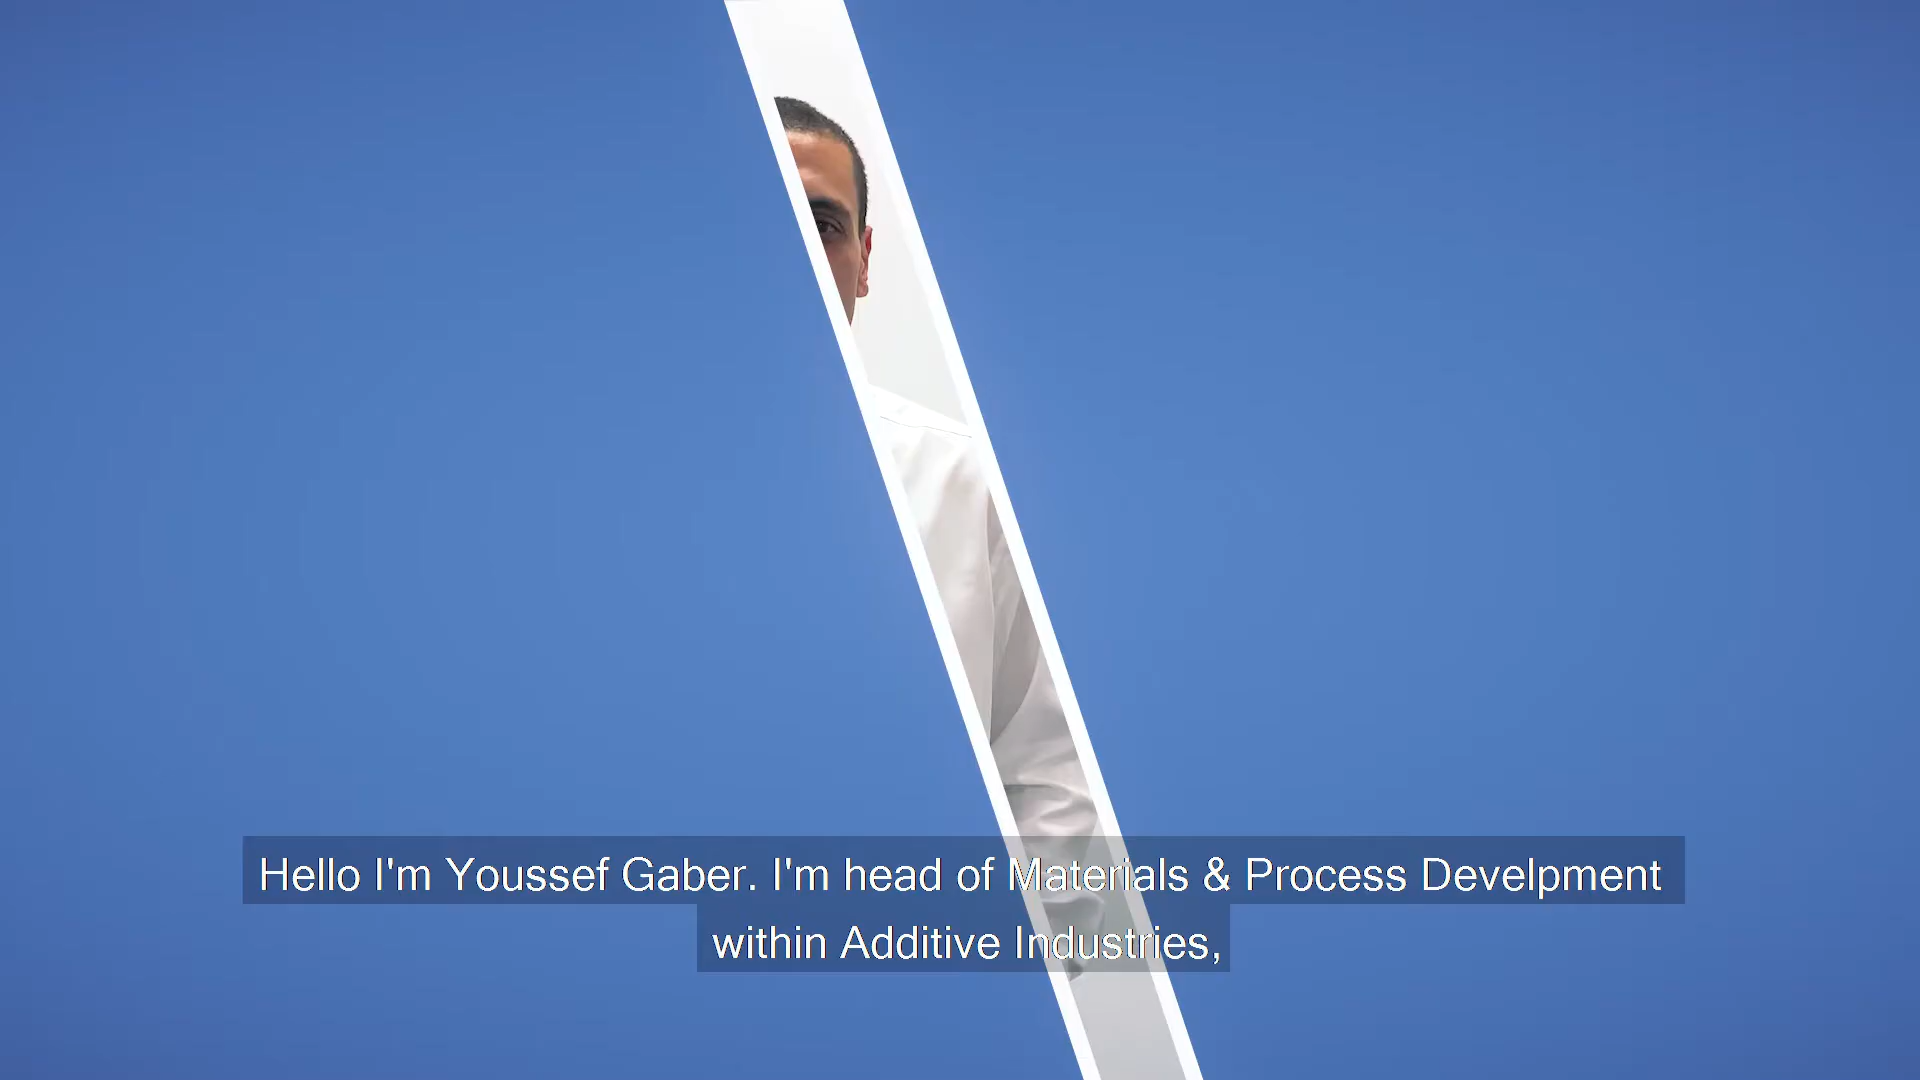 Hello I'm Youssef Gaber. I'm head of Materials & Process Develpment
within Additive Industries,